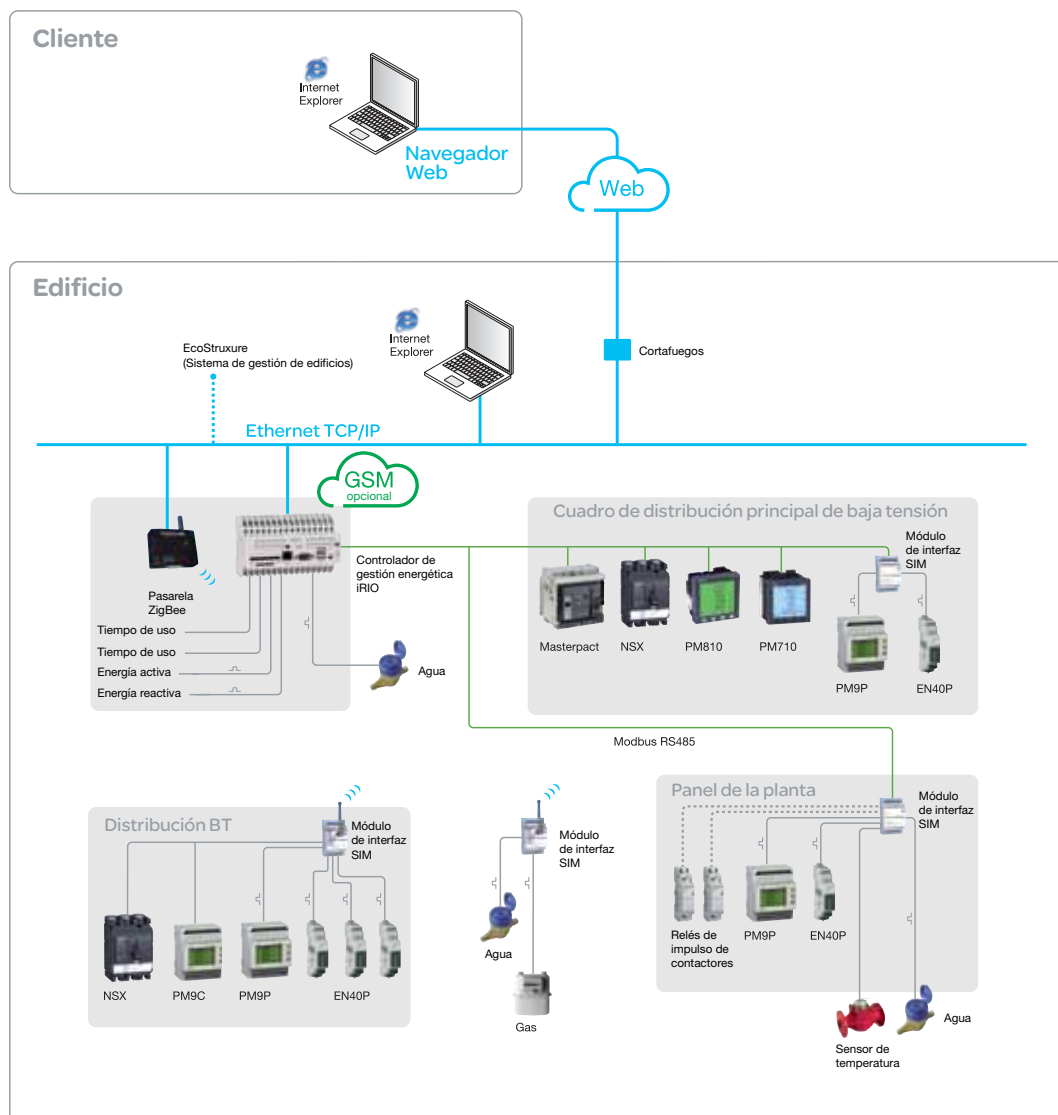 Cliente
Internet
Explorer
Navegador
Web
Web
Edificio
Internet
Explorer
EcoStruxure
(Sistema de gestión de edificios)
Cortafuegos
Ethernet TCP/IP
GSM
opcional
Cuadro de distribución principal de baja tensión
Módulo
de interfaz
SIM
Controlador de
gestión energética
iRIO
Pasarela
ZigBee
Masterpact
NSX
PM810
PM710
PM9P
EN40P
Tiempo de uso
Tiempo de uso
Energía activa
Energía reactiva
Agua
Modbus RS485
Panel de la planta
Módulo
de interfaz
SIM
Distribución BT
Módulo
de interfaz
SIM
Módulo
de interfaz
SIM
Relés de
impulso de
contactores
PM9P
EN40P
Agua
NSX
PM9C
PM9P
EN40P
Gas
Agua
Sensor de
temperatura